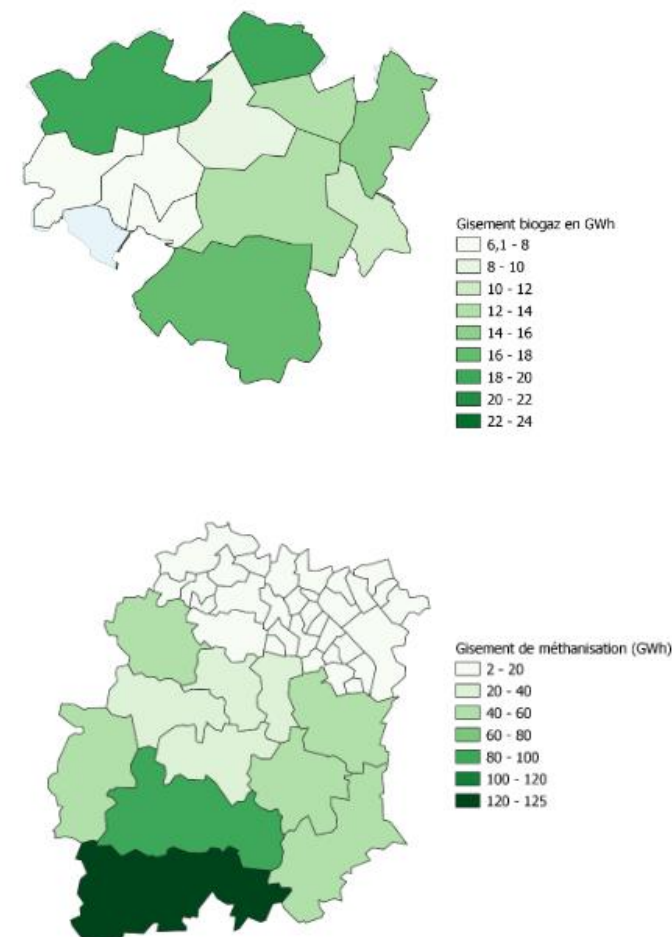 Gisement biogaz en GWh
6,1 - 8
8 - 10
10 - 12
12 - 14
14 - 16
16 - 18
18 - 20
20 - 22
22 - 24
Gisement de méthanisation (GWh)
2 - 20
20 - 40
40 - 60
60 - 80
80 - 100
100 - 120
120 - 125